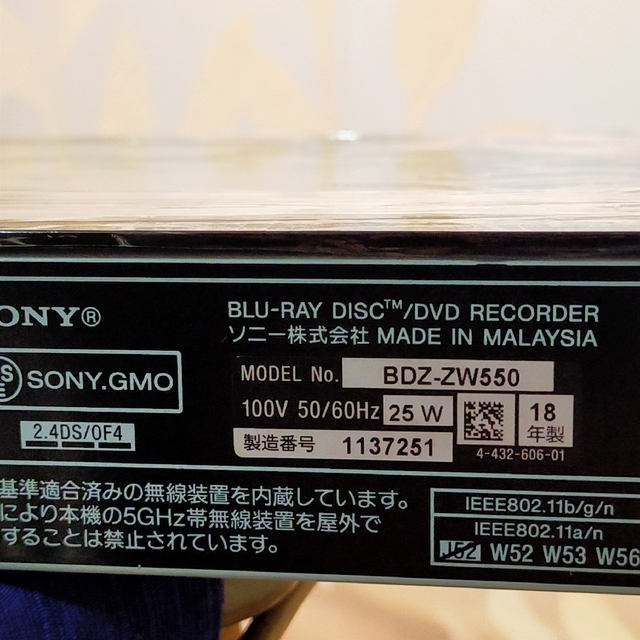 SONY®
BLU-RAY DISC™/DVD RECORDER
ソニー株式会社 MADE IN MALAYSIA
SONY.GMO
MODEL No. BDZ-ZW550
100V 50/60Hz 25 W
18年製
2.4DS/OF4
製造番号 1137251
4-432-606-01
基準適合済みの無線装置を内蔵しています。
により本機の5GHz帯無線装置を屋外で
することは禁止されています。
IEEE802.11b/g/n
IEEE802.11a/n
J52 W52 W53 W56